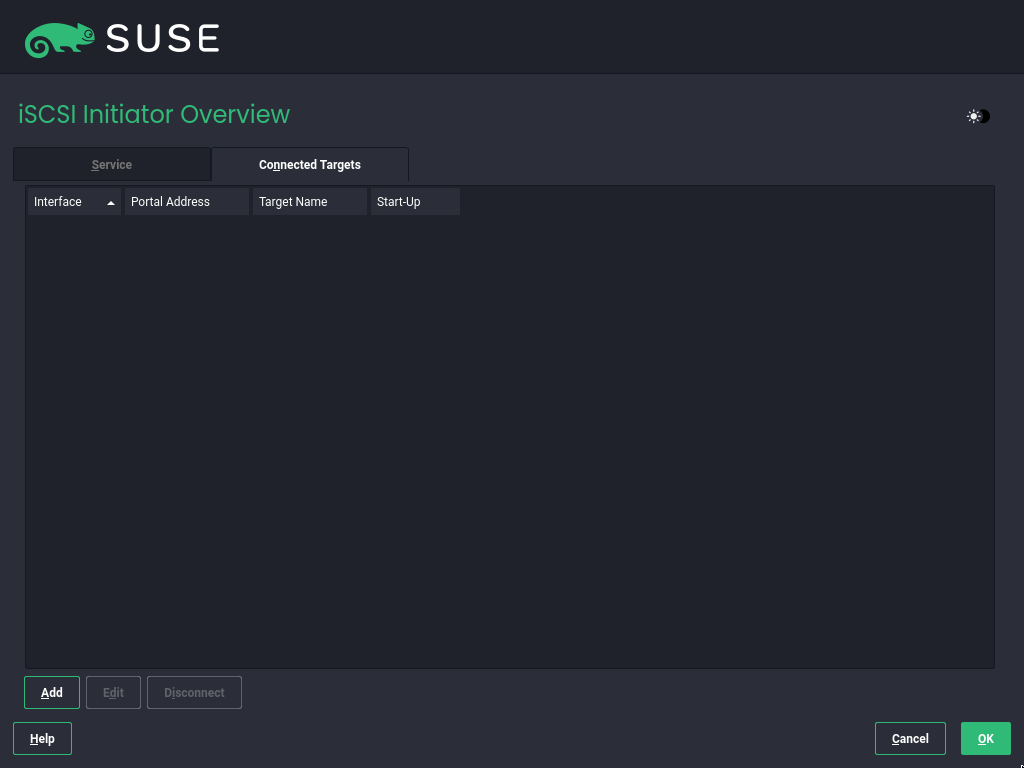 SUSE
iSCSI Initiator Overview
Service
Connected Targets
Interface
Portal Address
Target Name
Start-Up
Add
Edit
Disconnect
Help
Cancel
OK